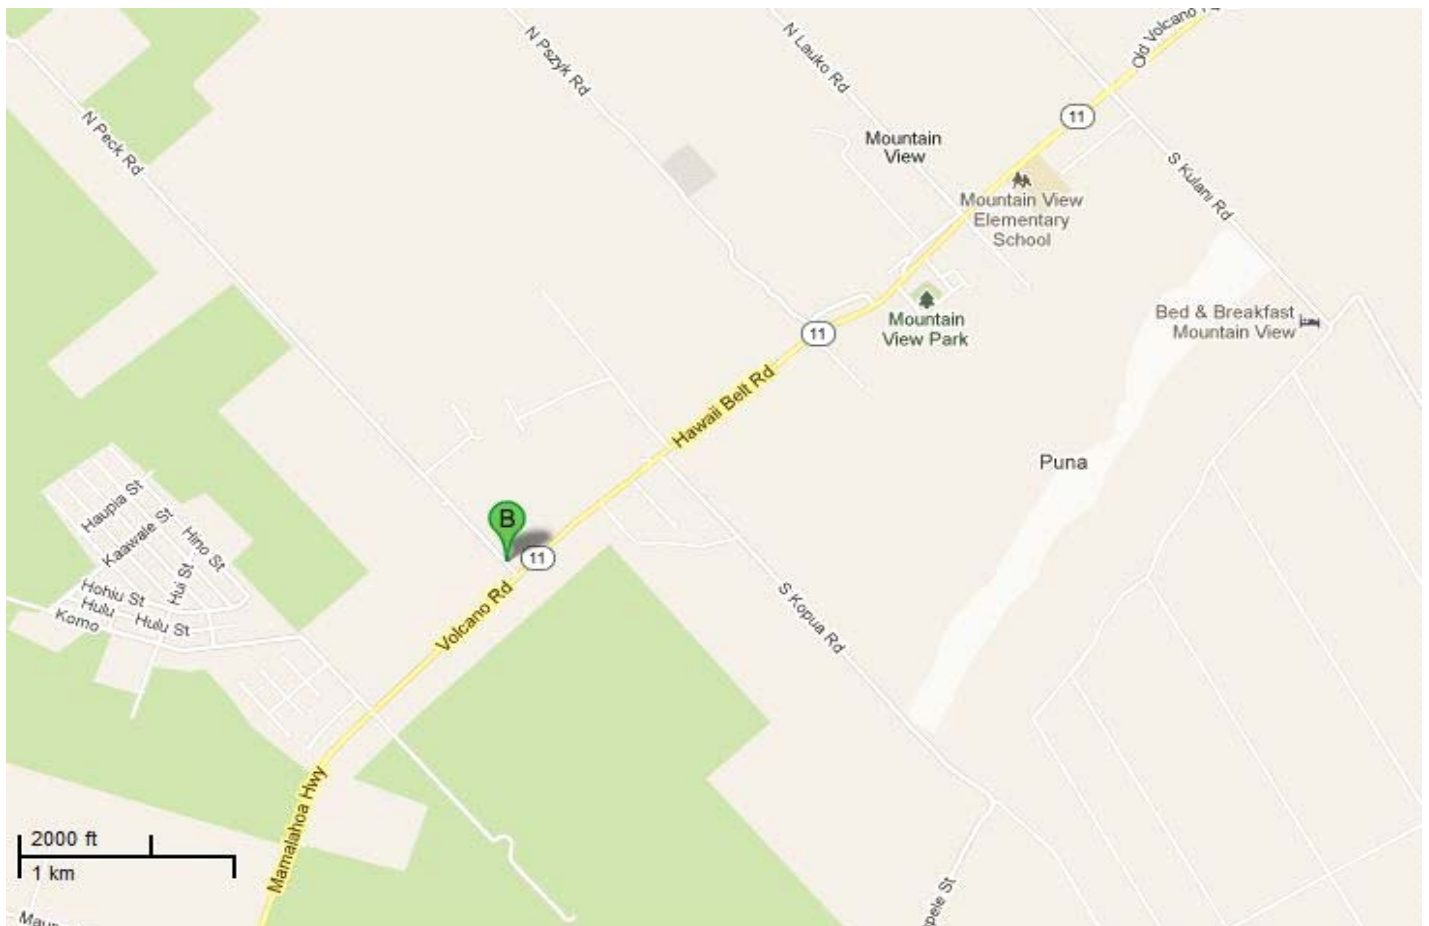 Old Volcano
N Pszyk Rd
N Lauko Rd
11
N Peck Rd
Mountain
View
S Kulani Rd
Mountain View
Elementary
School
Mountain
View Park
Bed & Breakfast
Mountain View
11
Hawaii Belt Rd
Puna
Haupia St
Kaawale St
Hino St
B
11
Hui St
Hohiu St
Hulu
Hulu St
Komo
Volcano Rd
S Kopua Rd
Mamalahoa Hwy
2000 ft
1 km
pele St